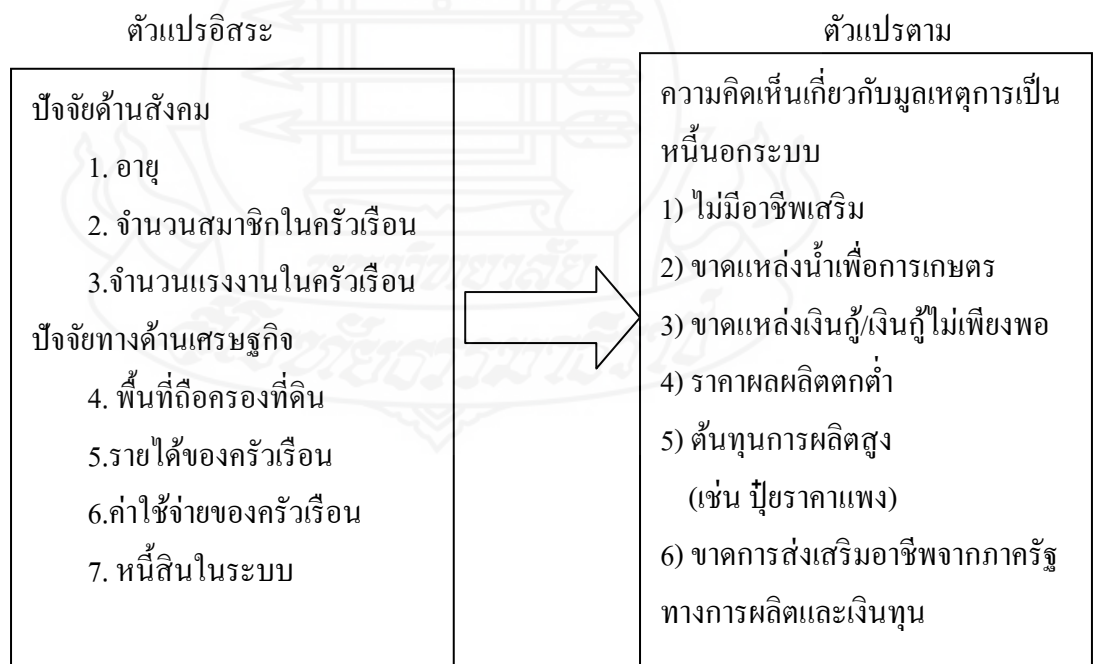 ตัวแปรอิสระ
ตัวแปรตาม
ปัจจัยด้านสังคม
1. อายุ
2. จำนวนสมาชิกในครัวเรือน
3.จำนวนแรงงานในครัวเรือน
ปัจจัยทางด้านเศรษฐกิจ
4. พื้นที่ถือครองที่ดิน
5.รายได้ของครัวเรือน
6.ค่าใช้จ่ายของครัวเรือน
7. หนี้สินในระบบ
ความคิดเห็นเกี่ยวกับมูลเหตุการเป็น
หนี้นอกระบบ
1) ไม่มีอาชีพเสริม
2) ขาดแหล่งน้ำเพื่อการเกษตร
3) ขาดแหล่งเงินกู้/เงินกู้ไม่เพียงพอ
4) ราคาผลผลิตตกต่ำ
5) ต้นทุนการผลิตสูง
(เช่น ปุ๋ยราคาแพง)
6) ขาดการส่งเสริมอาชีพจากภาครัฐ
ทางการผลิตและเงินทุน